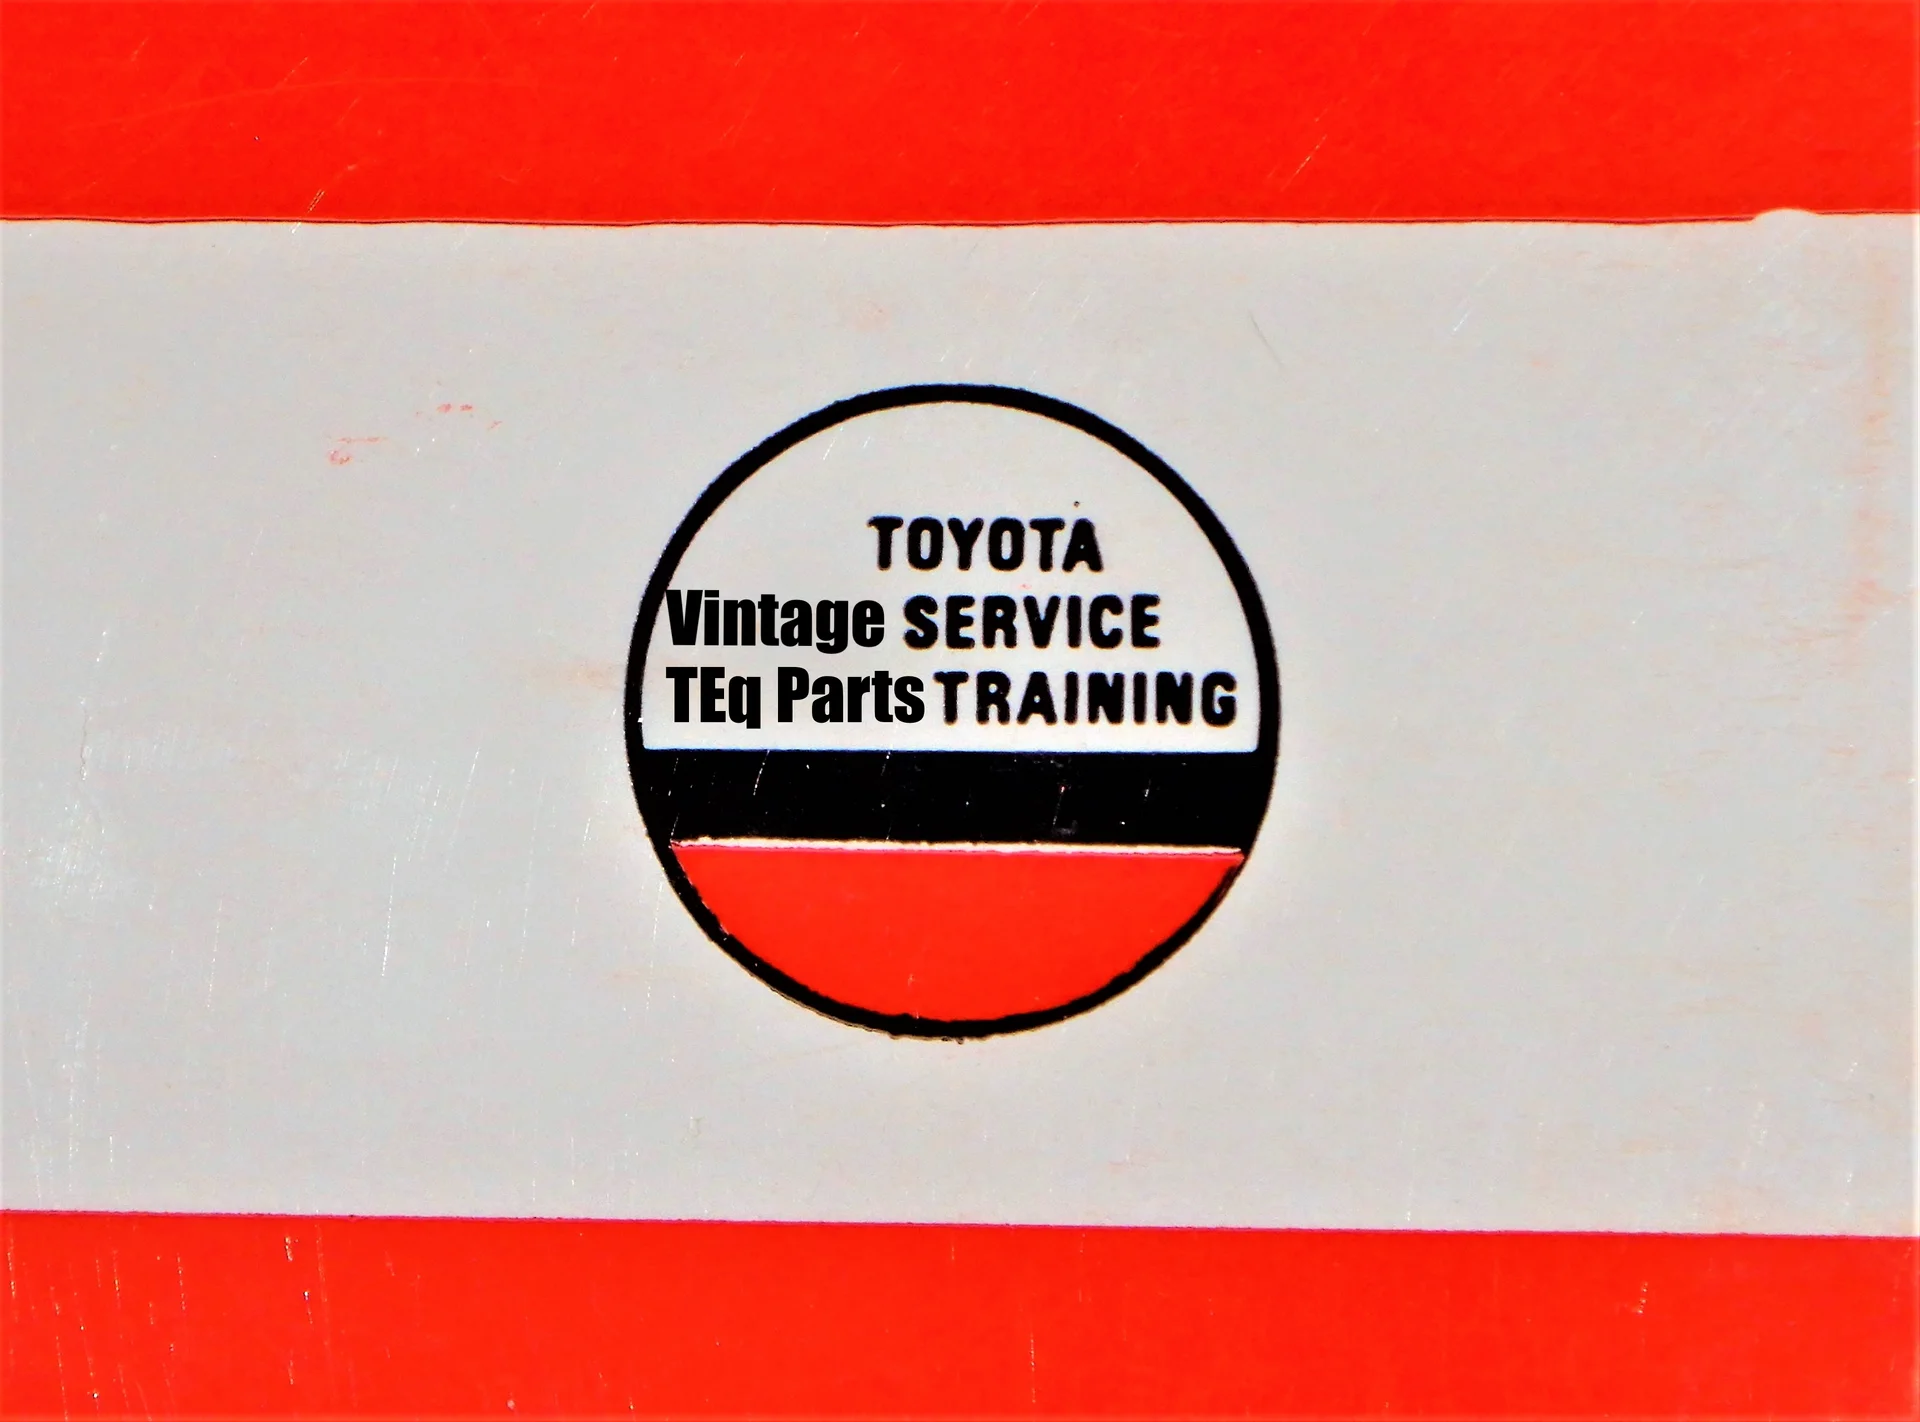 TOYOTA
Vintage SERVICE
TEq Parts TRAINING